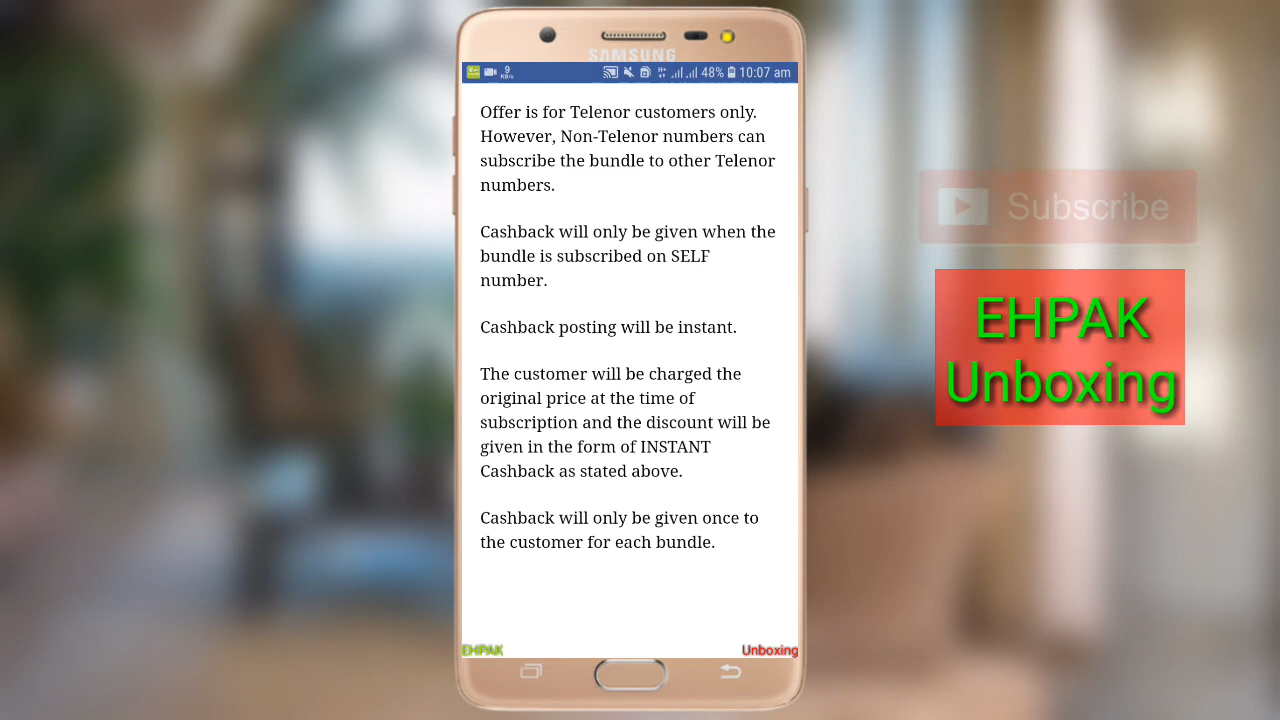 SAMSUNG
9
KB/s
H+
48%
10:07 am
Offer is for Telenor customers only.
However, Non-Telenor numbers can
subscribe the bundle to other Telenor
numbers.
Cashback will only be given when the
bundle is subscribed on SELF
number.
Cashback posting will be instant.
The customer will be charged the
original price at the time of
subscription and the discount will be
given in the form of INSTANT
Cashback as stated above.
Cashback will only be given once to
the customer for each bundle.
EHPAK
Unboxing
Subscribe
EHPAK
Unboxing